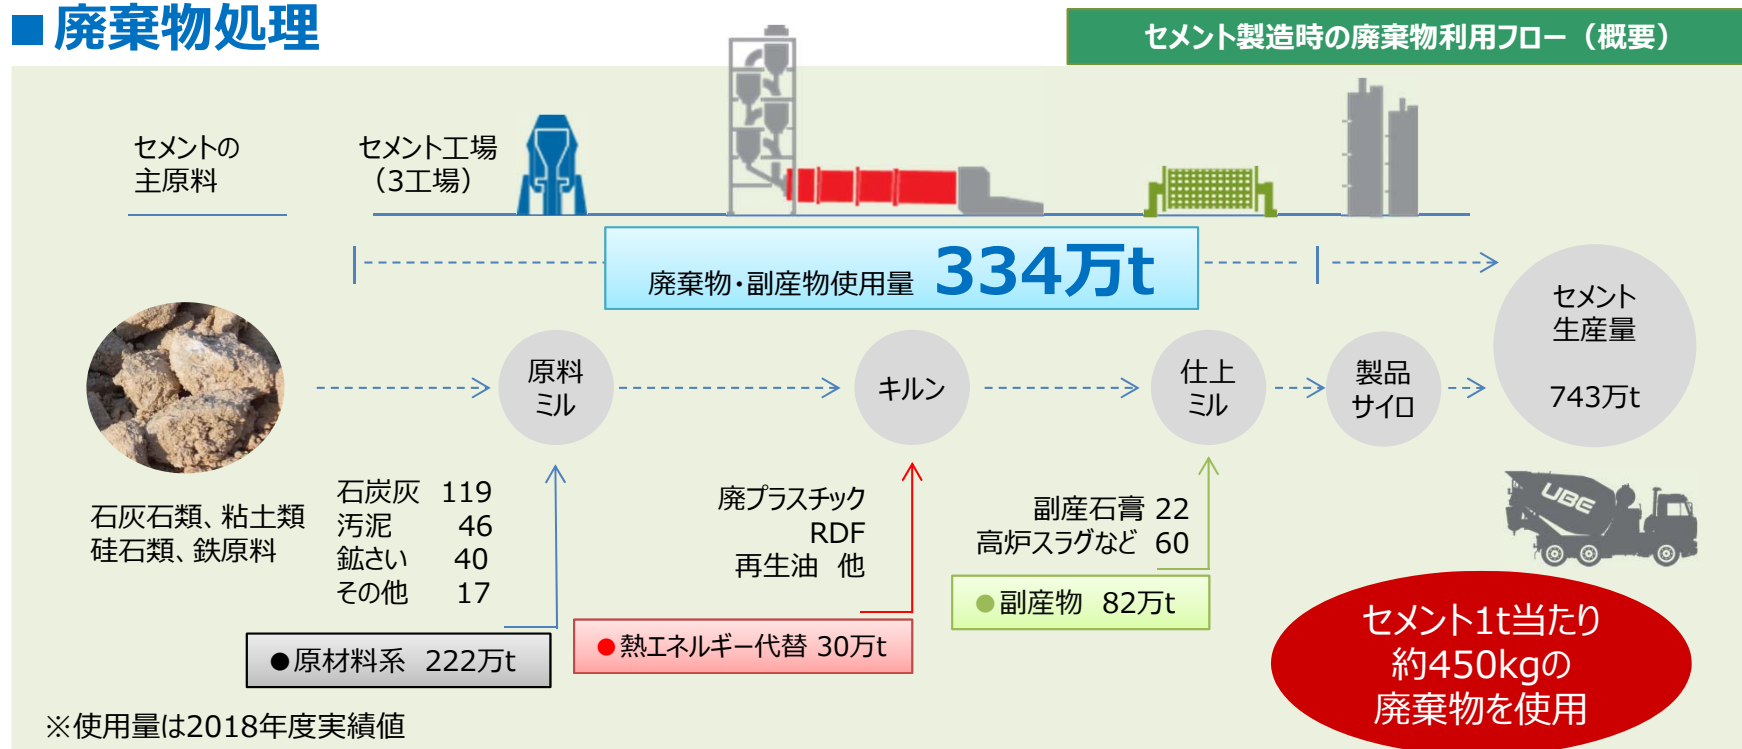 ■廃棄物処理
セメント製造時の廃棄物利用フロー（概要）
セメントの
主原料
セメント工場
（3工場）
廃棄物・副産物使用量 334万t
セメント
生産量
743万t
原料
ミル
キルン
仕上
ミル
製品
サイロ
石灰石類、粘土類
硅石類、鉄原料
石炭灰 119
汚泥 46
鉱さい 40
その他 17
廃プラスチック
RDF
再生油 他
副産石膏 22
高炉スラグなど 60
UBE
●原材料系 222万t
●熱エネルギー代替 30万t
●副産物 82万t
セメント1t当たり
約450kgの
廃棄物を使用
※使用量は2018年度実績値